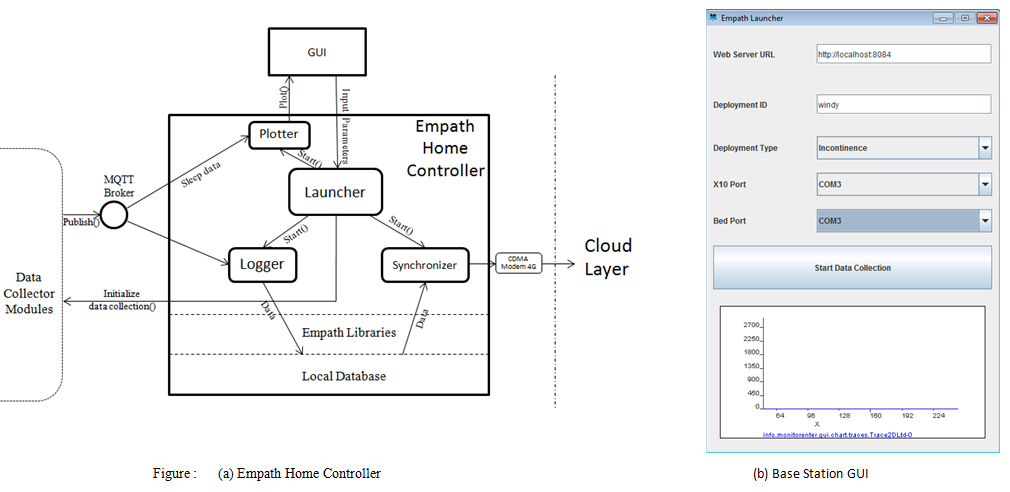 GUI
Plot()
Input Parameters
Empath
Home
Controller
Plotter
Start()
Launcher
Sleep data
MQTT
Broker
Publish()
Start()
Start()
Logger
Synchronizer
CDMA
Modem 4G
Cloud
Layer
Data
Collector
Modules
Initialize
data collection()
Data
Data
Empath Libraries
Local Database
Figure : (a) Empath Home Controller
Empath Launcher
Web Server URL http://localhost:8084
Deployment ID windy
Deployment Type Incontinence
X10 Port COM3
Bed Port COM3
Start Data Collection
2700
2250
1800
1350
900
450
0
64 96 128 160 192 224
X
info.monitorenter.gui.chart.traces.Trace2DLtd-0
(b) Base Station GUI